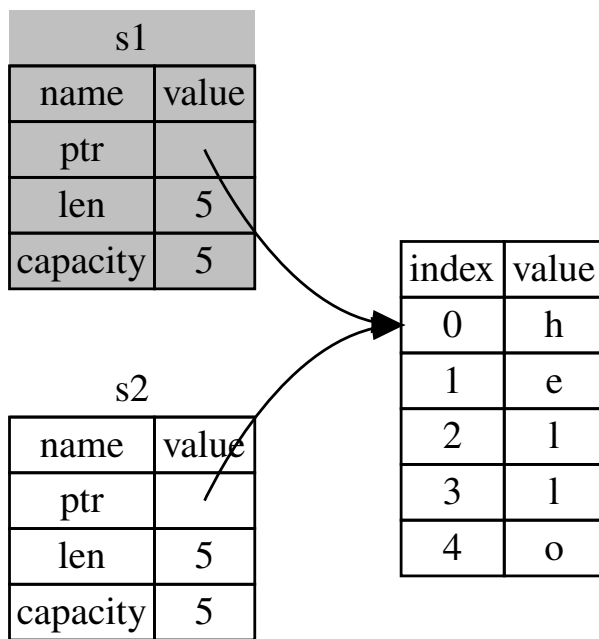 s1
name value
ptr
len 5
capacity 5
s2
name value
ptr
len 5
capacity 5
index value
0 h
1 e
2 l
3 l
4 o